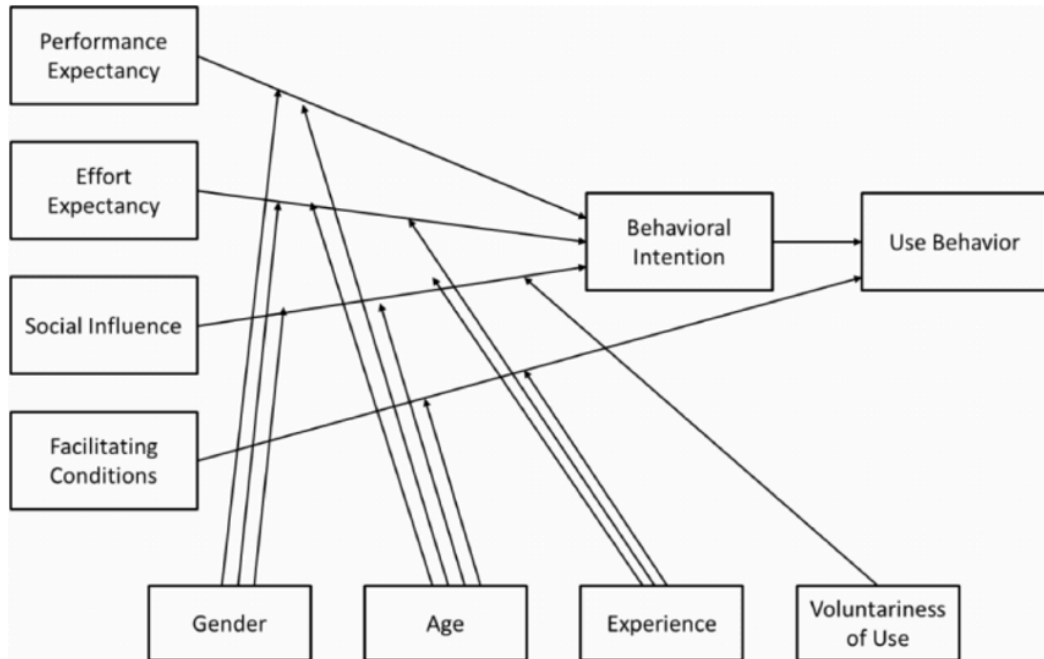 Performance
Expectancy
Effort
Expectancy
Social Influence
Facilitating
Conditions
Behavioral
Intention
Use Behavior
Gender
Age
Experience
Voluntariness
of Use